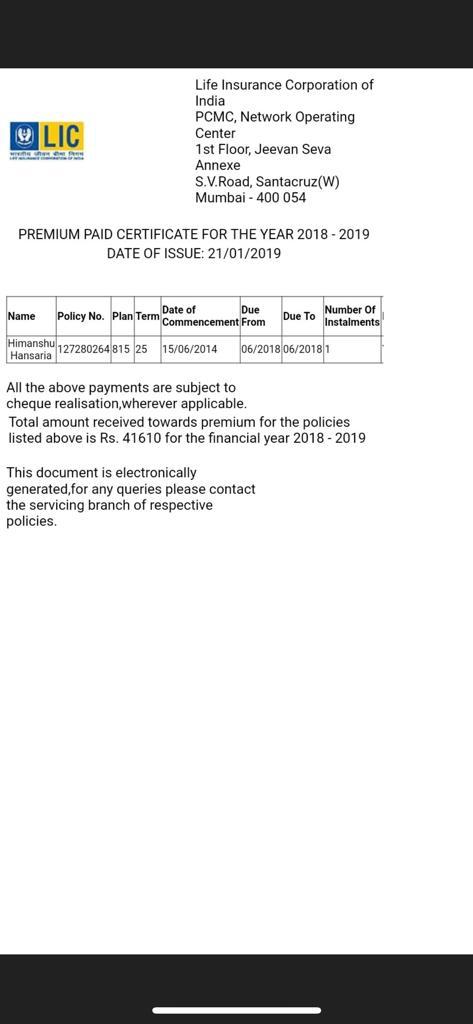 Life Insurance Corporation of
India
PCMC, Network Operating
Center
1st Floor, Jeevan Seva
Annexe
S.V.Road, Santacruz(W)
Mumbai - 400 054
LIC
भारतीय जीवन बीमा निगम
LIFE INSURANCE CORPORATION OF INDIA
PREMIUM PAID CERTIFICATE FOR THE YEAR 2018 - 2019
DATE OF ISSUE: 21/01/2019
Name Policy No. Plan Term Date of Commencement Due From Due To Number Of Instalments
Himanshu Hansaria 127280264 815 25 15/06/2014 06/2018 06/2018 1
All the above payments are subject to
cheque realisation,wherever applicable.
Total amount received towards premium for the policies
listed above is Rs. 41610 for the financial year 2018 - 2019
This document is electronically
generated,for any queries please contact
the servicing branch of respective
policies.